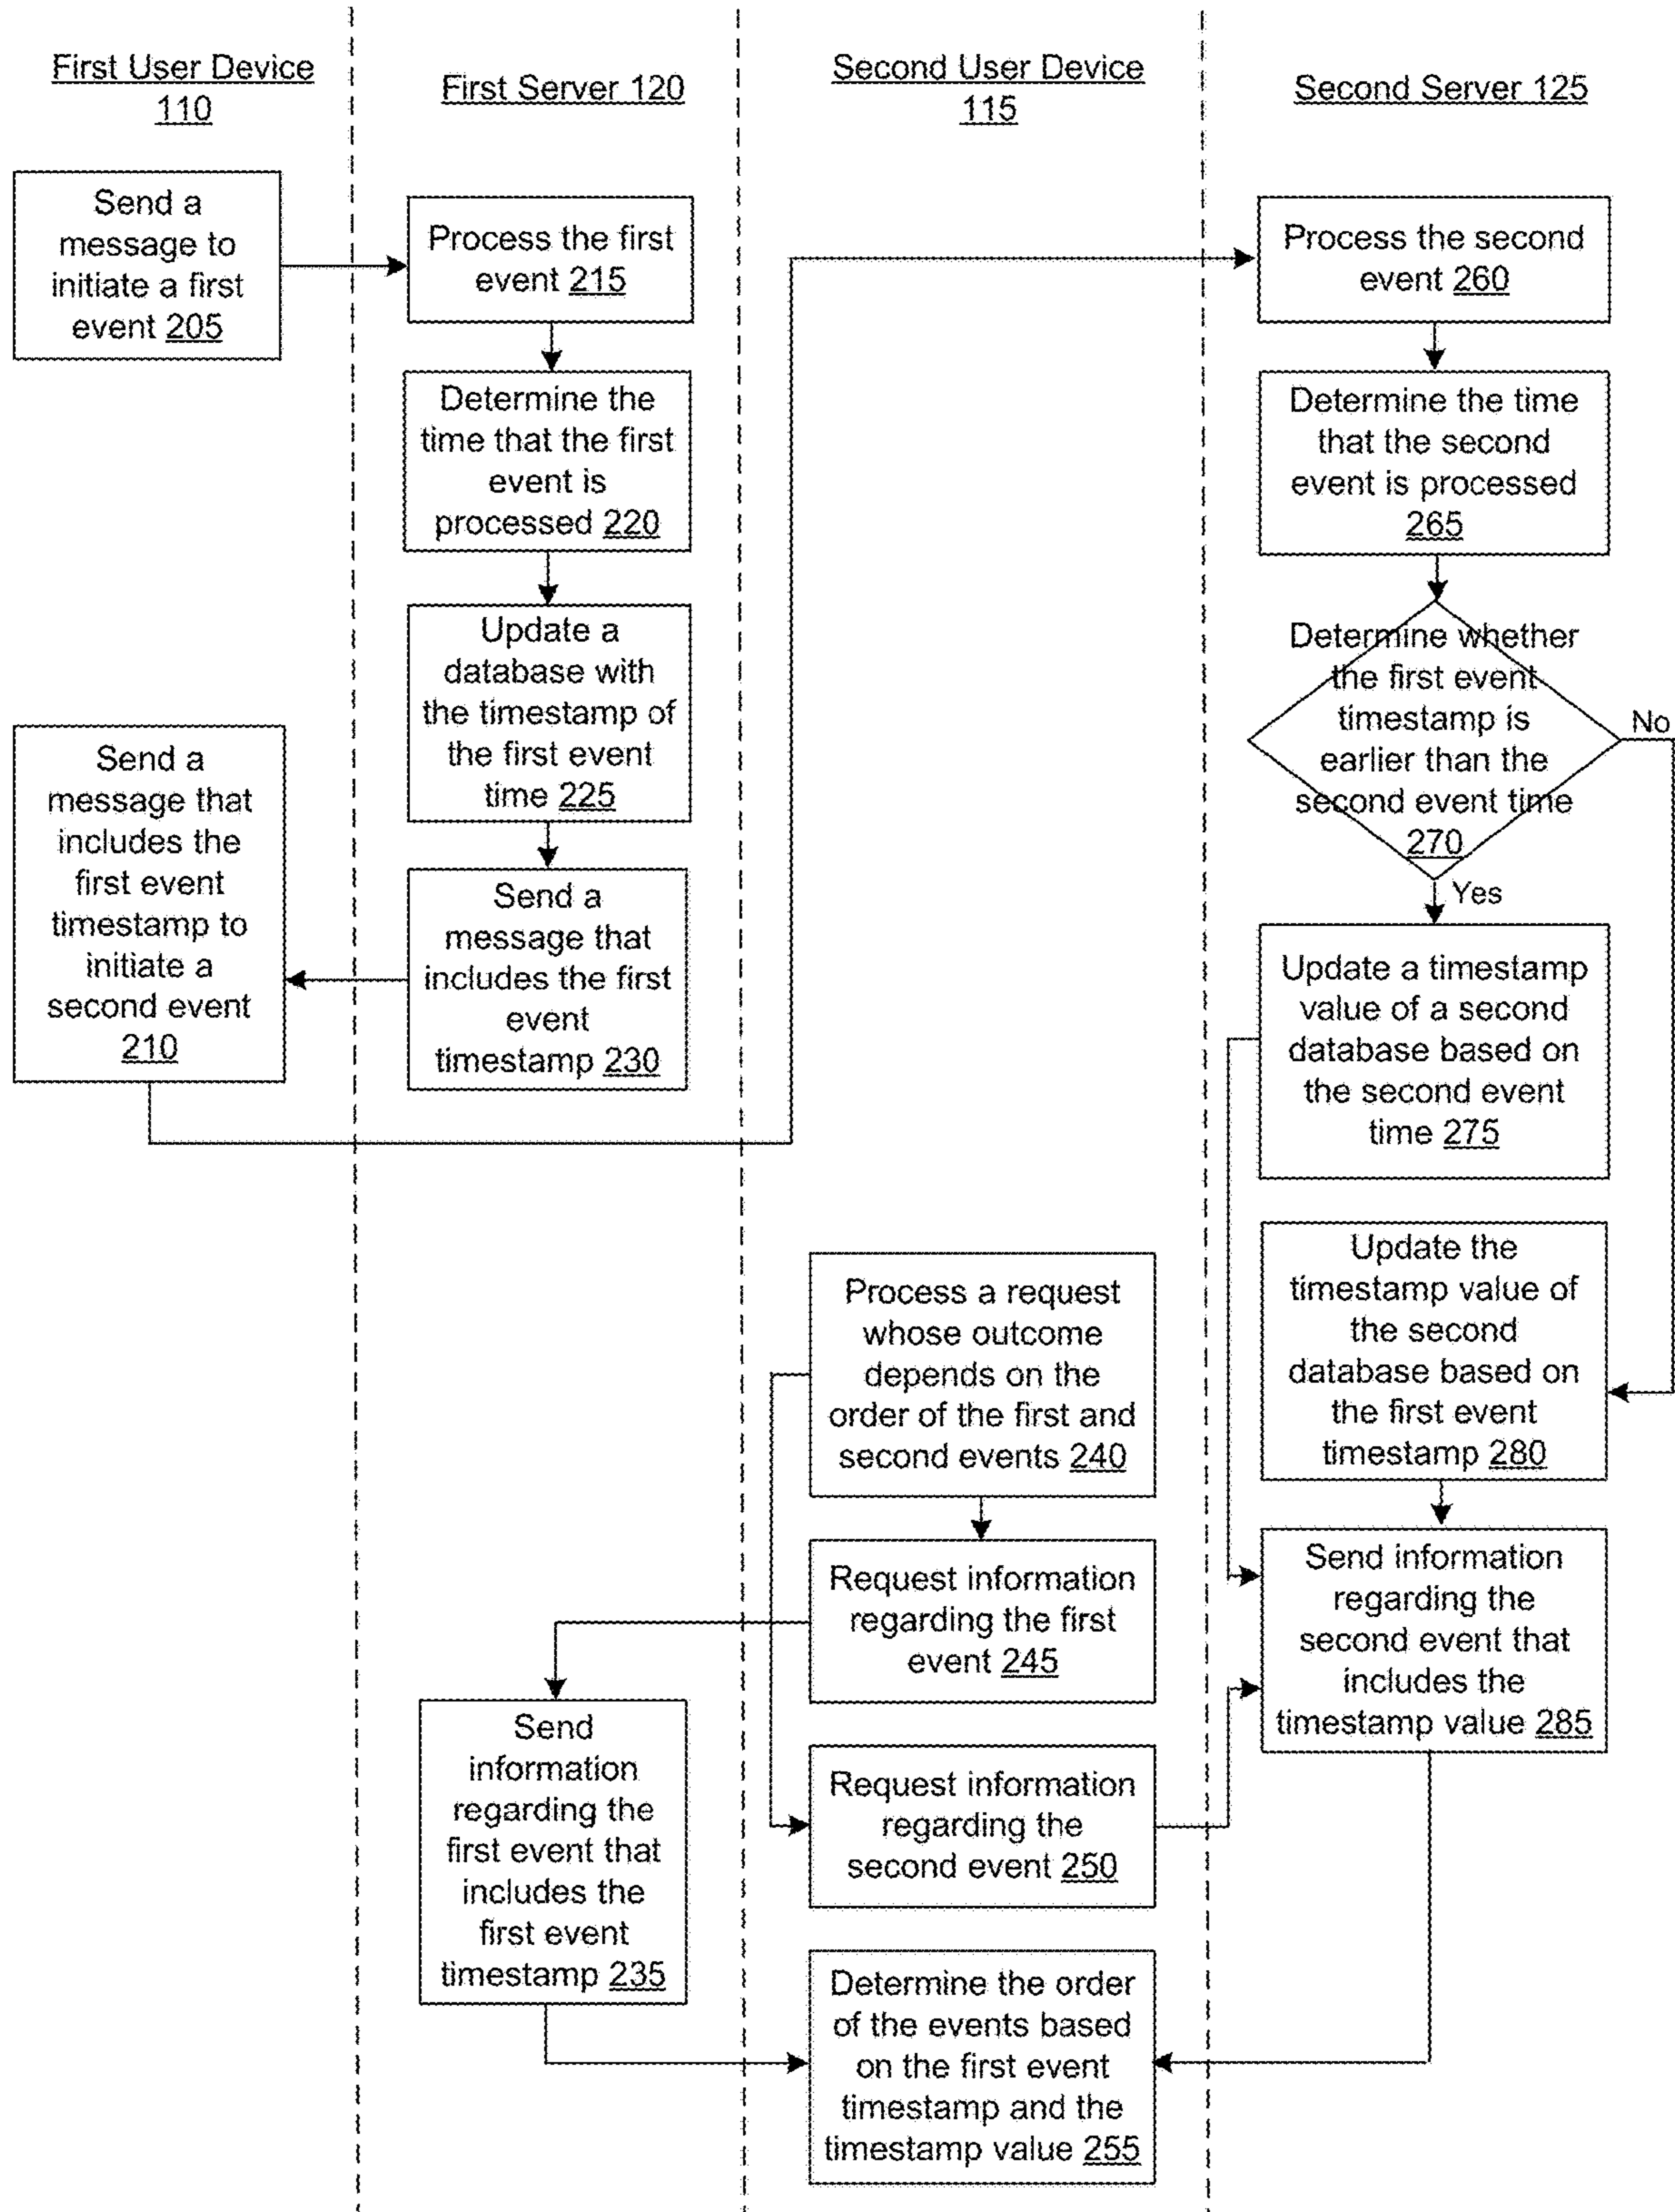 First User Device
110
First Server 120
Second User Device
115
Second Server 125
Send a
message to
initiate a first
event 205
Process the first
event 215
Determine the
time that the first
event is
processed 220
Update a
database with
the timestamp of
the first event
time 225
Send a
message that
includes the first
event
timestamp 230
Send a
message that
includes the
first event
timestamp to
initiate a
second event
210
Process the second
event 260
Determine the time
that the second
event is processed
265
Determine whether
the first event
timestamp is
earlier than the
second event time
270
No
Yes
Update a timestamp
value of a second
database based on
the second event
time 275
Update the
timestamp value of
the second
database based on
the first event
timestamp 280
Process a request
whose outcome
depends on the
order of the first and
second events 240
Request information
regarding the first
event 245
Request information
regarding the
second event 250
Send information
regarding the
second event that
includes the
timestamp value 285
Send
information
regarding the
first event that
includes the
first event
timestamp 235
Determine the order
of the events based
on the first event
timestamp and the
timestamp value 255